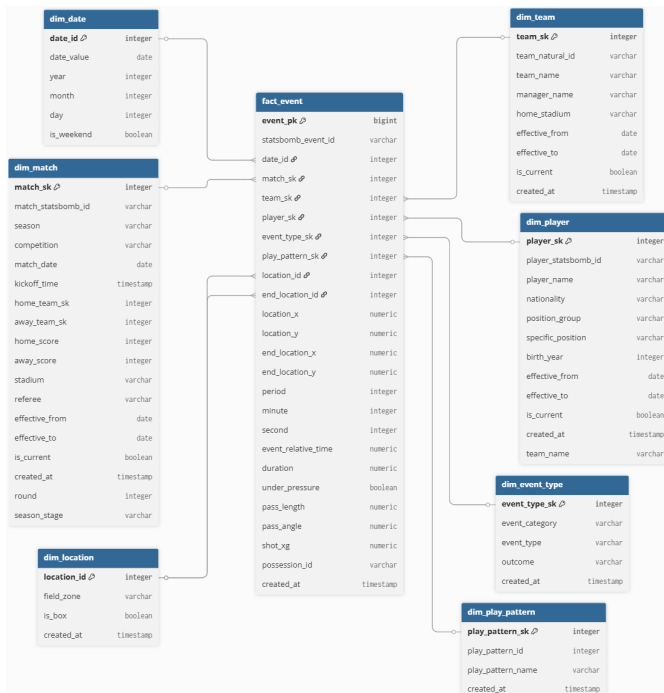 dim_date
date_id integer
date_value date
year integer
month integer
day integer
is_weekend boolean
dim_match
match_sk integer
match_statsbomb_id varchar
season varchar
competition varchar
match_date date
kickoff_time timestamp
home_team_sk integer
away_team_sk integer
home_score integer
away_score integer
stadium varchar
referee varchar
effective_from date
effective_to date
is_current boolean
created_at timestamp
round integer
season_stage varchar
dim_location
location_id integer
field_zone varchar
is_box boolean
created_at timestamp
fact_event
event_pk bigint
statsbomb_event_id varchar
date_id integer
match_sk integer
team_sk integer
player_sk integer
event_type_sk integer
play_pattern_sk integer
location_id integer
end_location_id integer
location_x numeric
location_y numeric
end_location_x numeric
end_location_y numeric
period integer
minute integer
second integer
event_relative_time numeric
duration numeric
under_pressure boolean
pass_length numeric
pass_angle numeric
shot_xg numeric
possession_id varchar
created_at timestamp
dim_team
team_sk integer
team_natural_id varchar
team_name varchar
manager_name varchar
home_stadium varchar
effective_from date
effective_to date
is_current boolean
created_at timestamp
dim_player
player_sk integer
player_statsbomb_id varchar
player_name varchar
nationality varchar
position_group varchar
specific_position varchar
birth_year integer
effective_from date
effective_to date
is_current boolean
created_at timestamp
team_name varchar
dim_event_type
event_type_sk integer
event_category varchar
event_type varchar
outcome varchar
created_at timestamp
dim_play_pattern
play_pattern_sk integer
play_pattern_id integer
play_pattern_name varchar
created_at timestamp